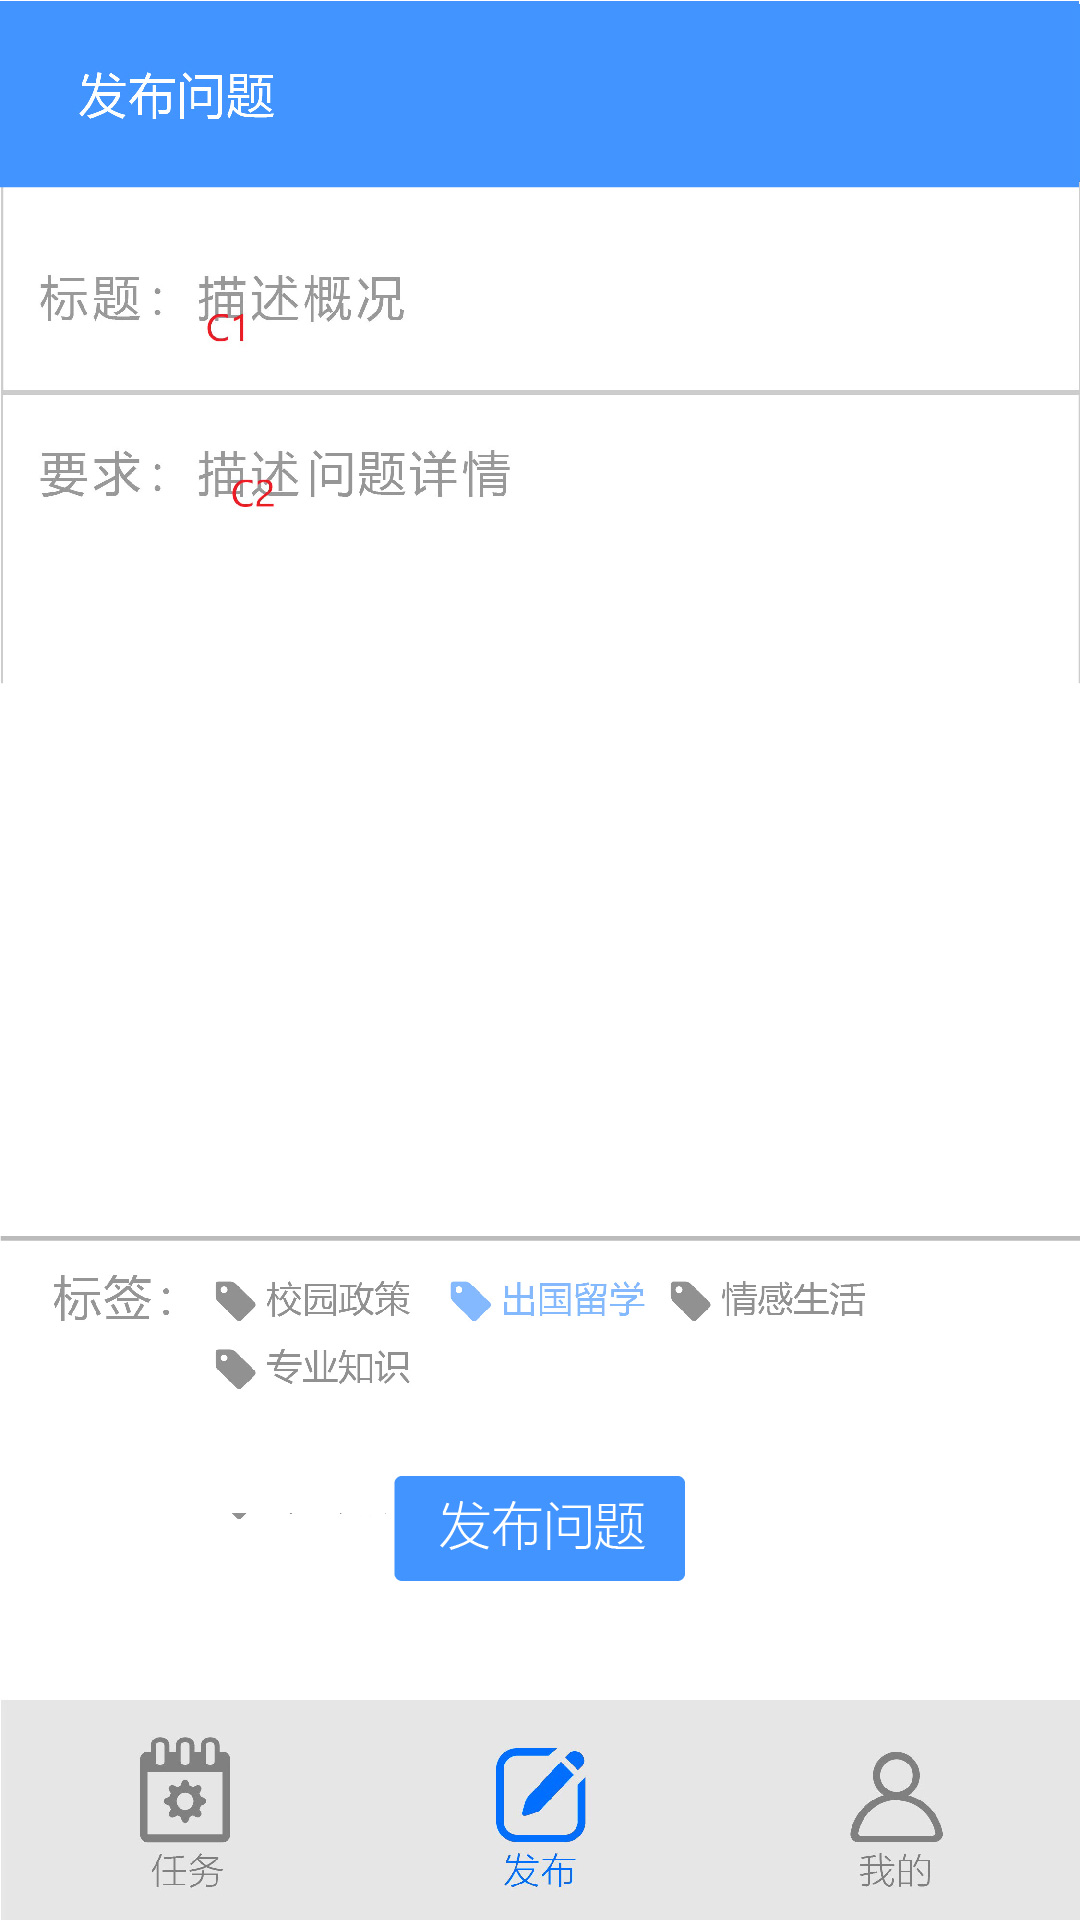 发布问题
标题：描述概况
C1
要求：描述问题详情
C2
标签：校园政策 出国留学 情感生活
专业知识
发布问题
任务 发布 我的